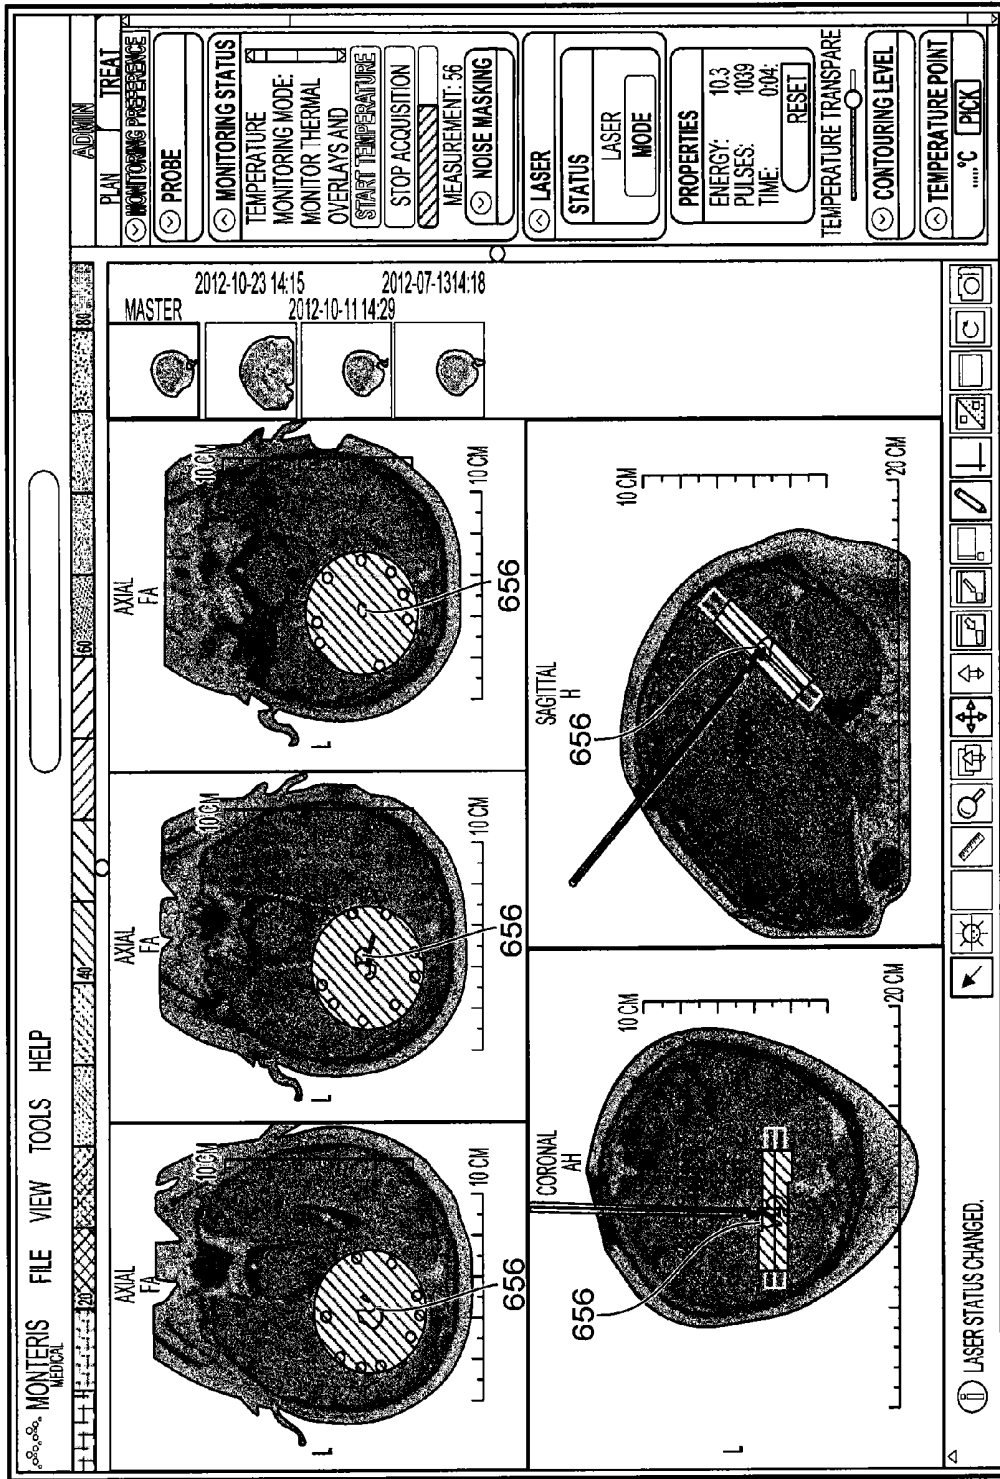 MONTERIS
MEDICAL
FILE VIEW TOOLS HELP
20
40
60
80
ADMIN
PLAN TREAT
MONITORING PREFERENCE
PROBE
MONITORING STATUS
TEMPERATURE
MONITORING MODE:
MONITOR THERMAL
OVERLAYS AND
START TEMPERATURE
STOP ACQUISITION
MEASUREMENT: 56
NOISE MASKING
LASER
STATUS
LASER
MODE
PROPERTIES
ENERGY: 10.3
PULSES: 1039
TIME: 0:04:
RESET
TEMPERATURE TRANSPARE
CONTOURING LEVEL
TEMPERATURE POINT
..... °C PICK
MASTER
2012-10-23 14:15
2012-10-11 14:29
2012-07-1314:18
AXIAL
FA
10 CM
L
10 CM
656
AXIAL
FA
10 CM
L
10 CM
656
AXIAL
FA
10 CM
L
10 CM
656
CORONAL
AH
656
10 CM
L
20 CM
SAGITTAL
H
656
10 CM
20 CM
i LASER STATUS CHANGED.